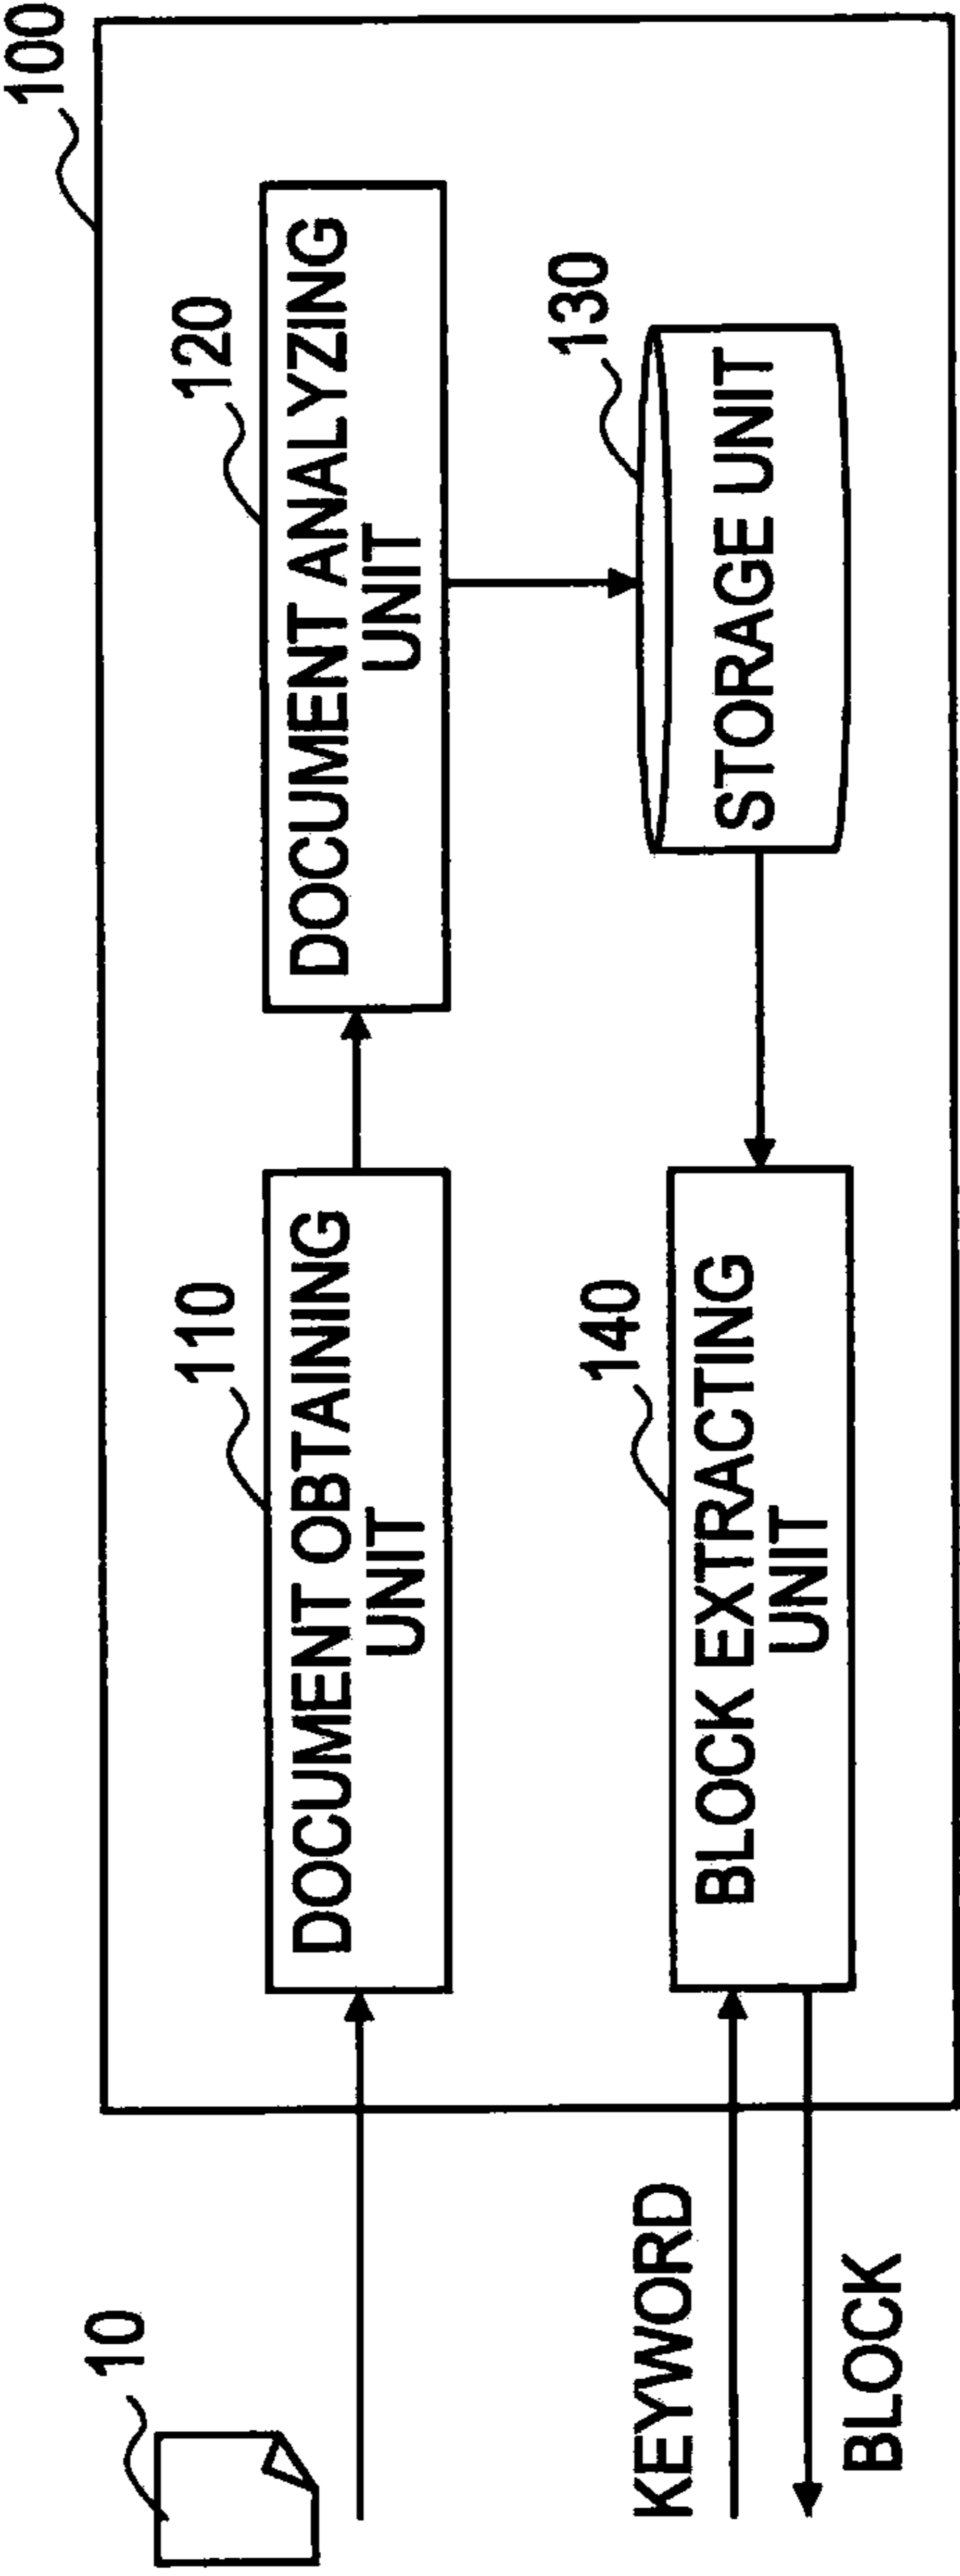 100
10
110
DOCUMENT OBTAINING
UNIT
120
DOCUMENT ANALYZING
UNIT
130
STORAGE UNIT
140
BLOCK EXTRACTING
UNIT
KEYWORD
BLOCK